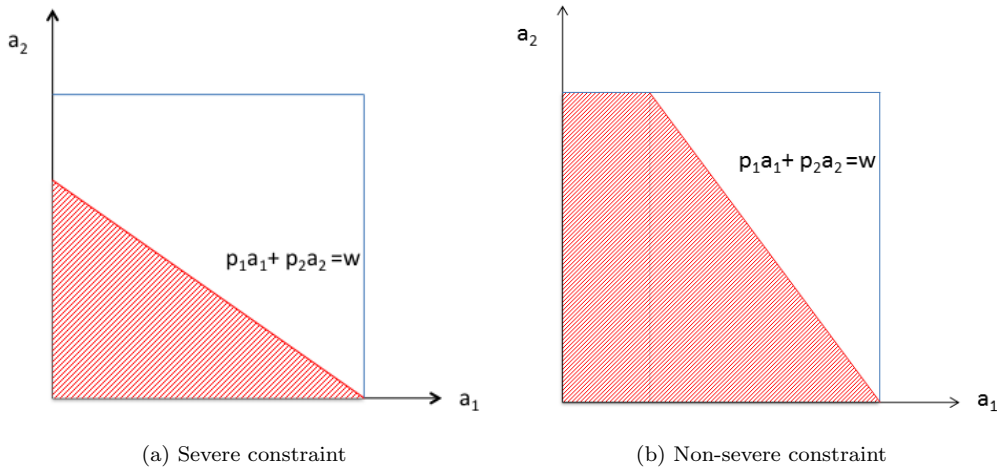 a₂
p₁a₁+ p₂a₂ =w
a₁
(a) Severe constraint
a₂
p₁a₁+ p₂a₂ =w
a₁
(b) Non-severe constraint